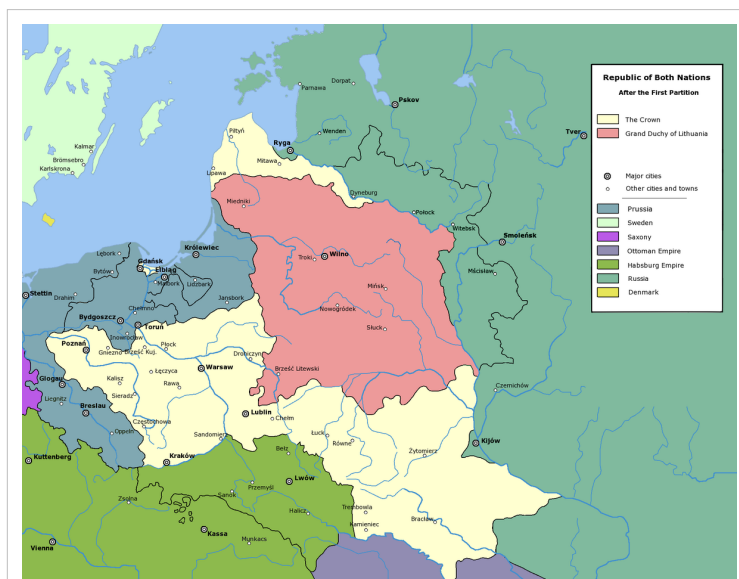 Republic of Both Nations
After the First Partition
The Crown
Grand Duchy of Lithuania
Major cities
Other cities and towns
Prussia
Sweden
Saxony
Ottoman Empire
Habsburg Empire
Russia
Denmark
Dorpat
Parnawa
Pskov
Piltyń
Wenden
Tver
Ryga
Kalmar
Brömsebro
Mitawa
Lipawa
Karlskrona
Dyneburg
Miedniki
Połock
Witebsk
Smoleńsk
Królewiec
Lębork
Gdańsk
Wilno
Troki
Bytów
Elbląg
Malbork
Lidzbark
Mścisław
Mińsk
Stettin
Drahim
Jansbork
Nowogródek
Chełmno
Bydgoszcz
Toruń
Słuck
Inowrocław
Poznań
Gniezno
Brześć Kuj.
Płock
Drohiczyn
Warsaw
Brześć Litewski
Łęczyca
Glogau
Kalisz
Rawa
Czernichów
Liegnitz
Sieradz
Breslau
Lublin
Chełm
Częstochowa
Oppeln
Sandomierz
Łuck
Równe
Kijów
Bełz
Żytomierz
Kuttenberg
Kraków
Lwów
Przemyśl
Sanok
Zsolna
Halicz
Trembowla
Bracław
Kamieniec
Kassa
Vienna
Munkacs